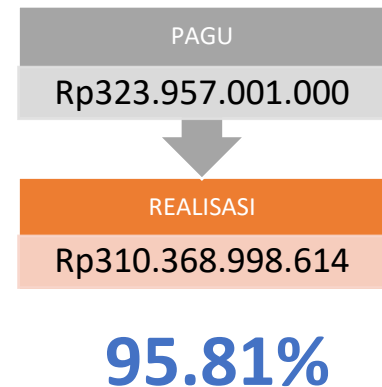 PAGU
Rp323.957.001.000
REALISASI
Rp310.368.998.614
95.81%